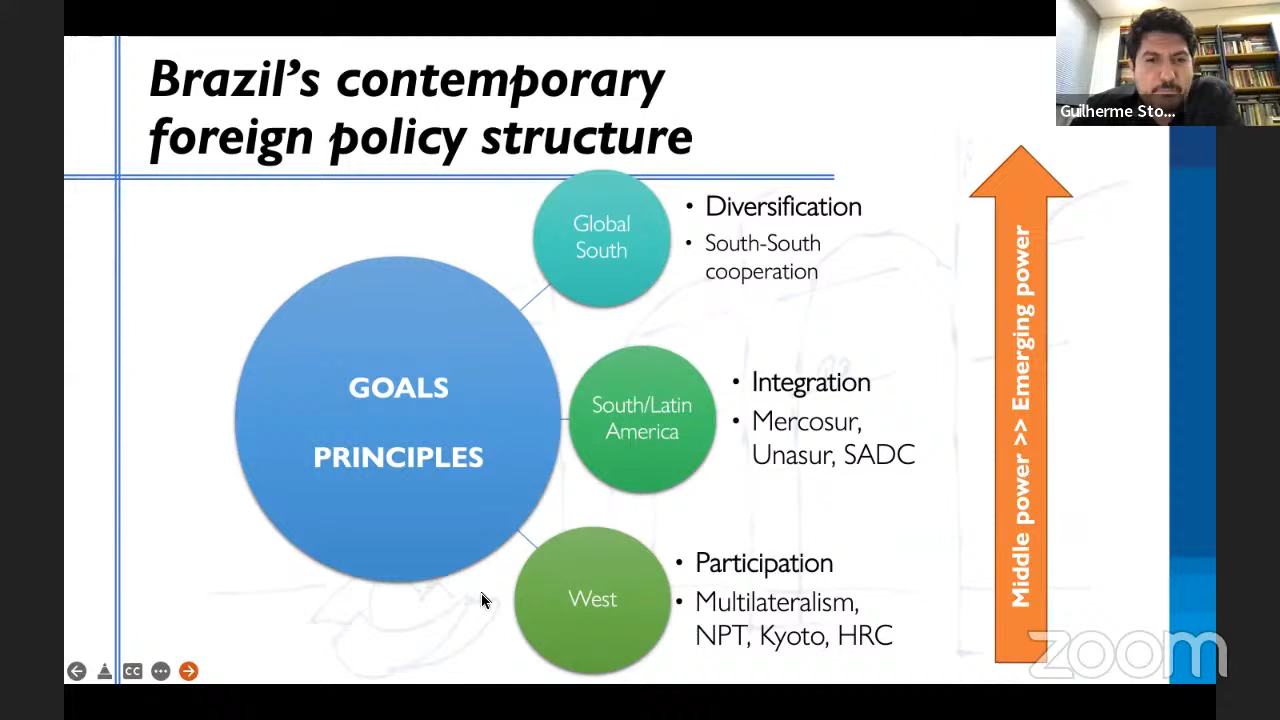 Brazil's contemporary
foreign policy structure
Guilherme Sto...
Global
South
• Diversification
• South-South
cooperation
GOALS
PRINCIPLES
South/Latin
America
• Integration
• Mercosur,
Unasur, SADC
West
• Participation
• Multilateralism,
NPT, Kyoto, HRC
Middle power >> Emerging power
CC
zoom